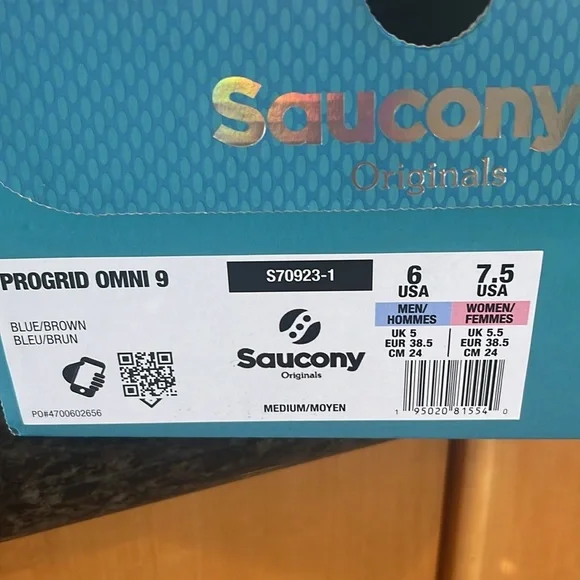 Saucony
Originals
PROGRID OMNI 9
S70923-1
6
USA
7.5
USA
MEN/
HOMMES
WOMEN/
FEMMES
BLUE/BROWN
BLEU/BRUN
UK 5
EUR 38.5
CM 24
UK 5.5
EUR 38.5
CM 24
Saucony
Originals
PO#4700602656
MEDIUM/MOYEN
1 95020 81554 0